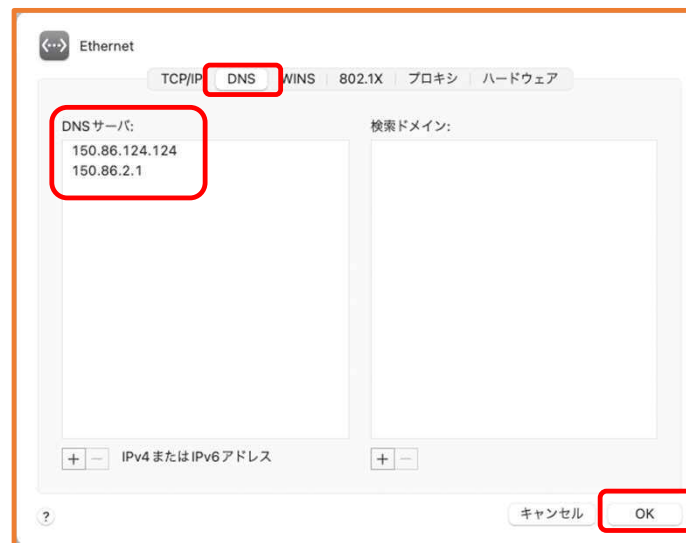 Ethernet
TCP/IP DNS WINS 802.1X プロキシ ハードウェア
DNSサーバ:
150.86.124.124
150.86.2.1
検索ドメイン:
+ − IPv4またはIPv6アドレス
+ −
? キャンセル OK